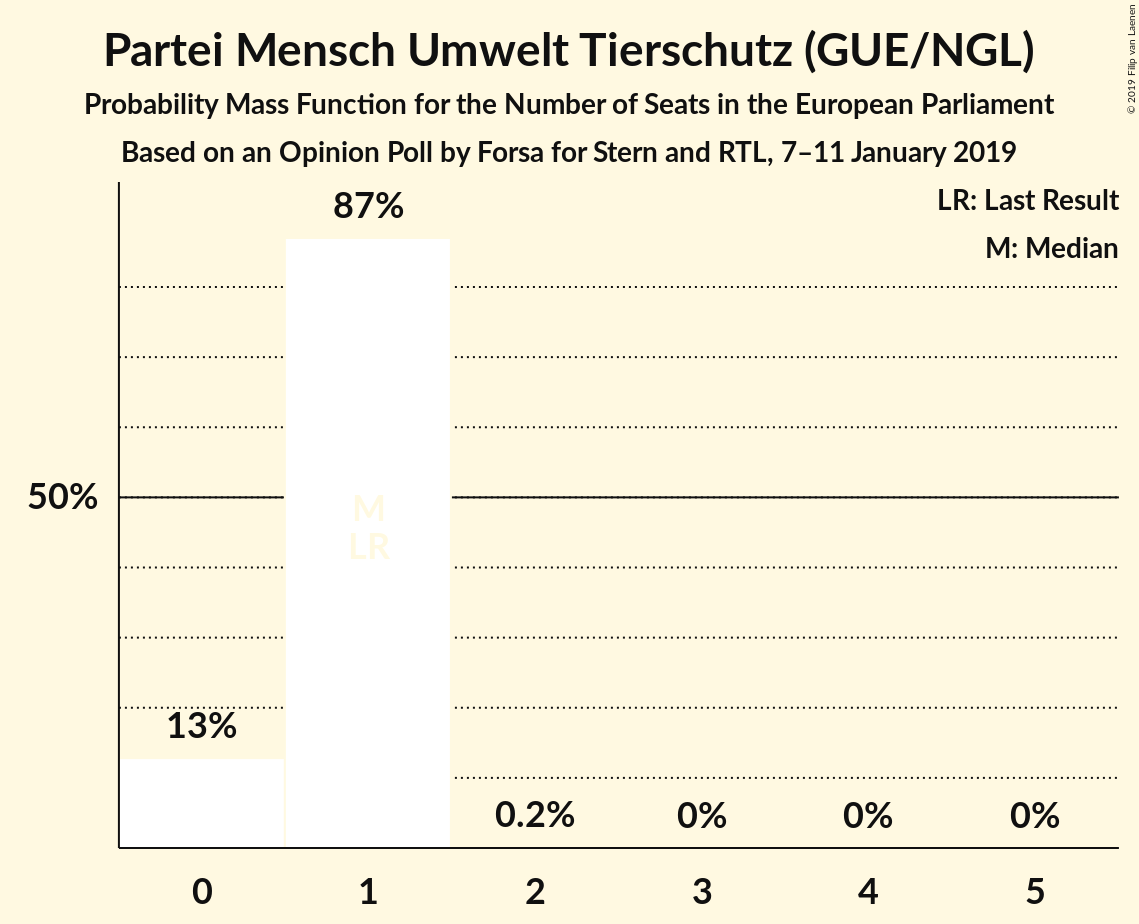 Partei Mensch Umwelt Tierschutz (GUE/NGL)
Probability Mass Function for the Number of Seats in the European Parliament
Based on an Opinion Poll by Forsa for Stern and RTL, 7–11 January 2019
© 2019 Filip van Laenen
LR: Last Result
M: Median
87%
50%
M
LR
13%
0.2%
0%
0%
0%
0
1
2
3
4
5